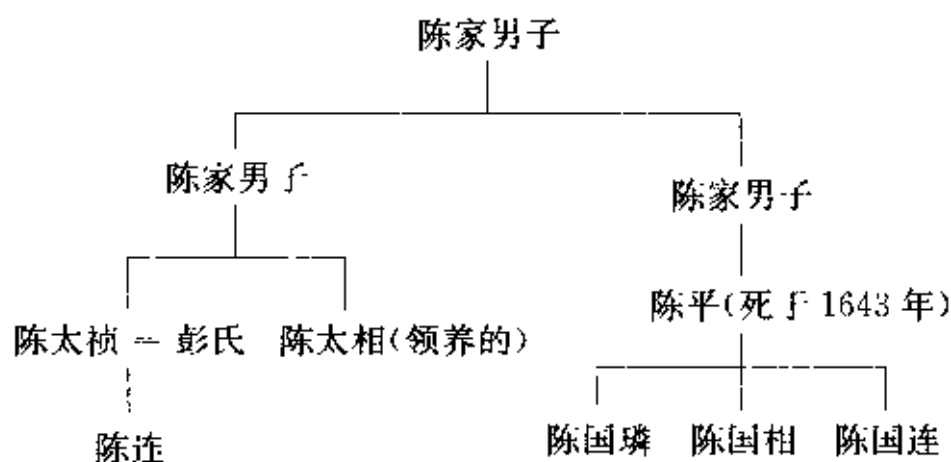 陈家男子
陈家男子
陈家男子
陈平(死于1643年)
陈太祯=彭氏 陈太相(领养的)
陈连
陈国璘 陈国相 陈国连